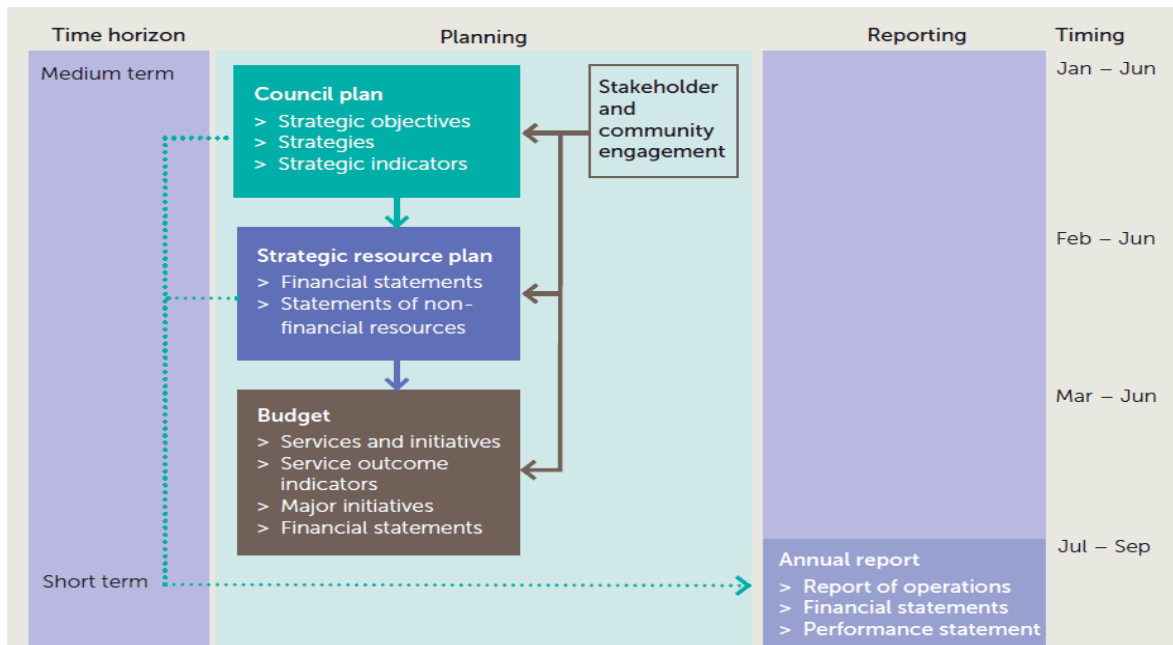 Time horizon
Planning
Reporting
Timing
Medium term
Council plan
> Strategic objectives
> Strategies
> Strategic indicators
Stakeholder
and
community
engagement
Jan – Jun
Strategic resource plan
> Financial statements
> Statements of non-
financial resources
Feb – Jun
Budget
> Services and initiatives
> Service outcome
indicators
> Major initiatives
> Financial statements
Mar – Jun
Short term
Annual report
> Report of operations
> Financial statements
> Performance statement
Jul – Sep